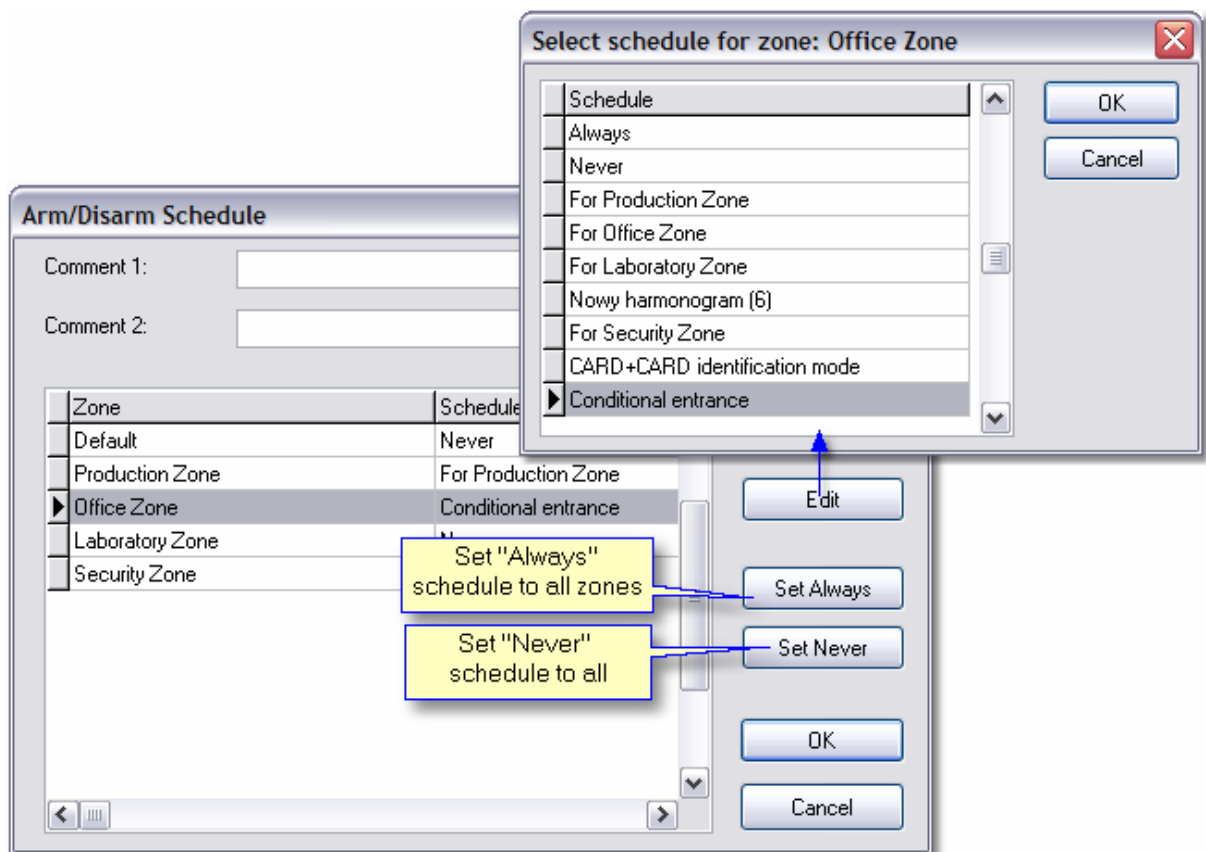 Select schedule for zone: Office Zone
Schedule
Always
Never
For Production Zone
For Office Zone
For Laboratory Zone
Nowy harmonogram (6)
For Security Zone
CARD+CARD identification mode
Conditional entrance
OK
Cancel
Arm/Disarm Schedule
Comment 1:
Comment 2:
Zone Schedule
Default Never
Production Zone For Production Zone
Office Zone Conditional entrance
Laboratory Zone
Security Zone
Set "Always"
schedule to all zones
Set "Never"
schedule to all
Edit
Set Always
Set Never
OK
Cancel